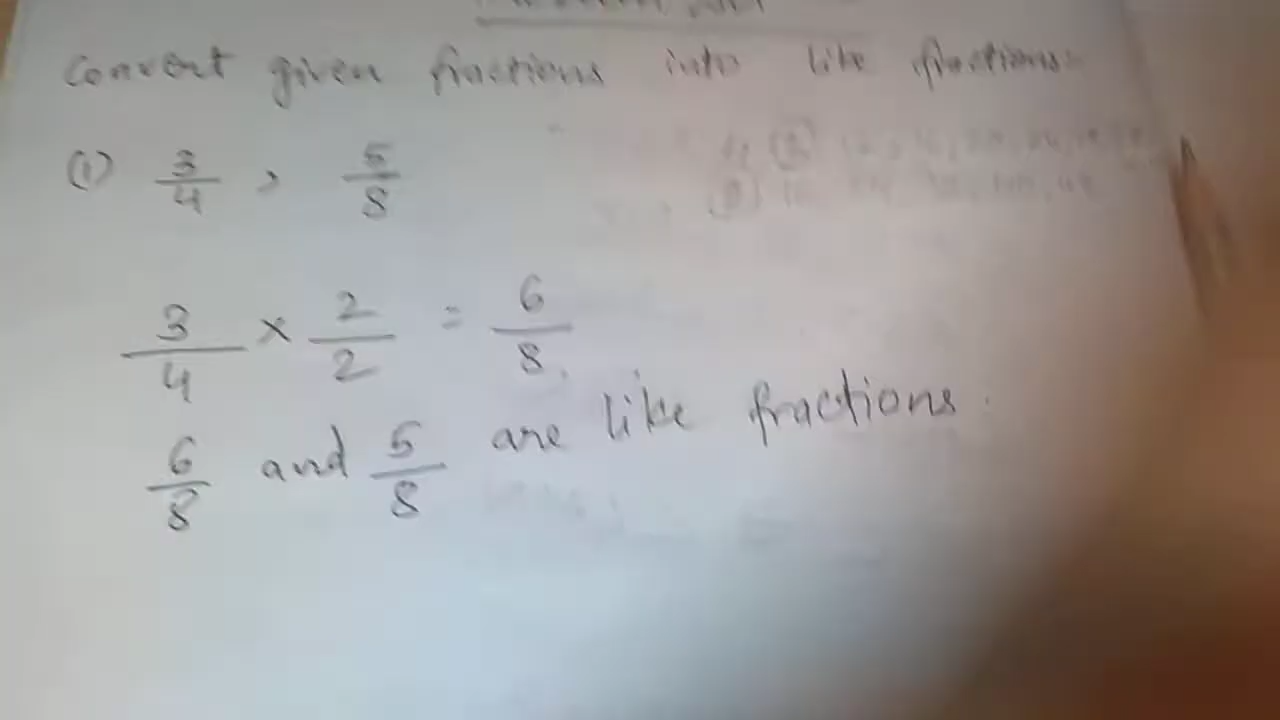 Convert given fractions into like fractions:
(1) 3/4 , 5/8
3/4 × 2/2 = 6/8.
6/8 and 5/8 are like fractions.